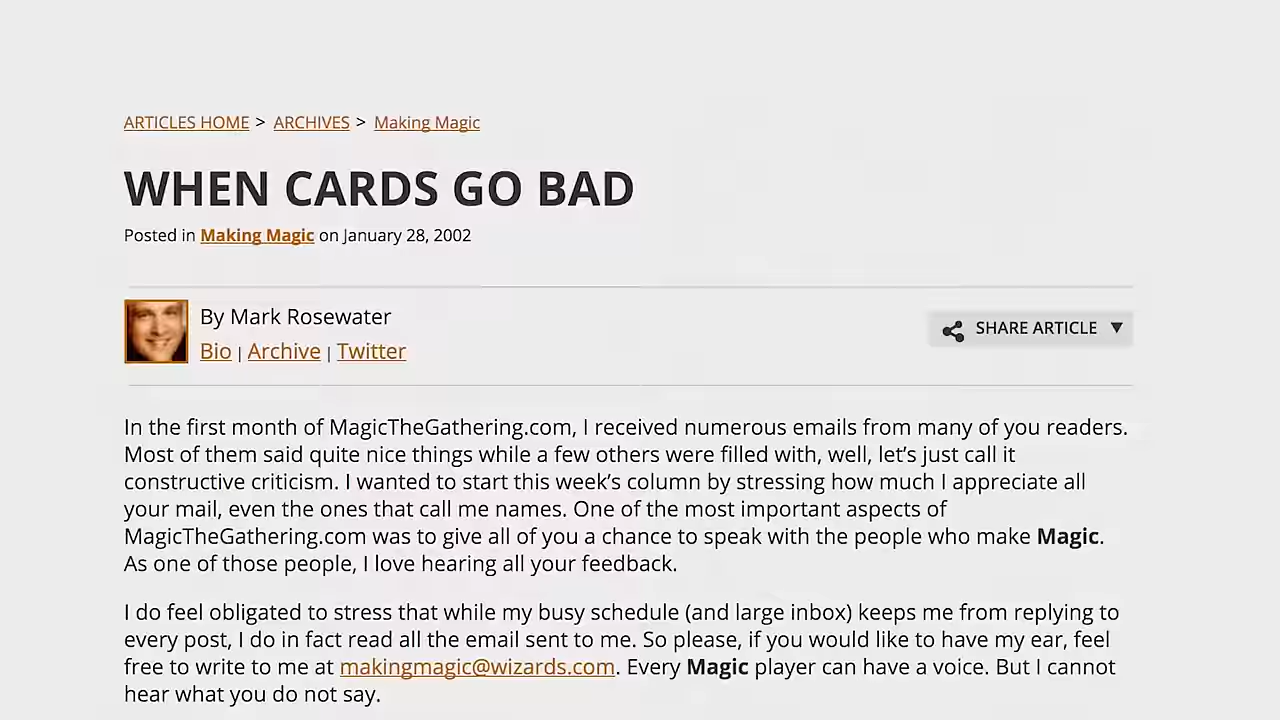 ARTICLES HOME > ARCHIVES > Making Magic
WHEN CARDS GO BAD
Posted in Making Magic on January 28, 2002
By Mark Rosewater
Bio | Archive | Twitter
SHARE ARTICLE ▼
In the first month of MagicTheGathering.com, I received numerous emails from many of you readers.
Most of them said quite nice things while a few others were filled with, well, let’s just call it
constructive criticism. I wanted to start this week’s column by stressing how much I appreciate all
your mail, even the ones that call me names. One of the most important aspects of
MagicTheGathering.com was to give all of you a chance to speak with the people who make Magic.
As one of those people, I love hearing all your feedback.
I do feel obligated to stress that while my busy schedule (and large inbox) keeps me from replying to
every post, I do in fact read all the email sent to me. So please, if you would like to have my ear, feel
free to write to me at makingmagic@wizards.com. Every Magic player can have a voice. But I cannot
hear what you do not say.